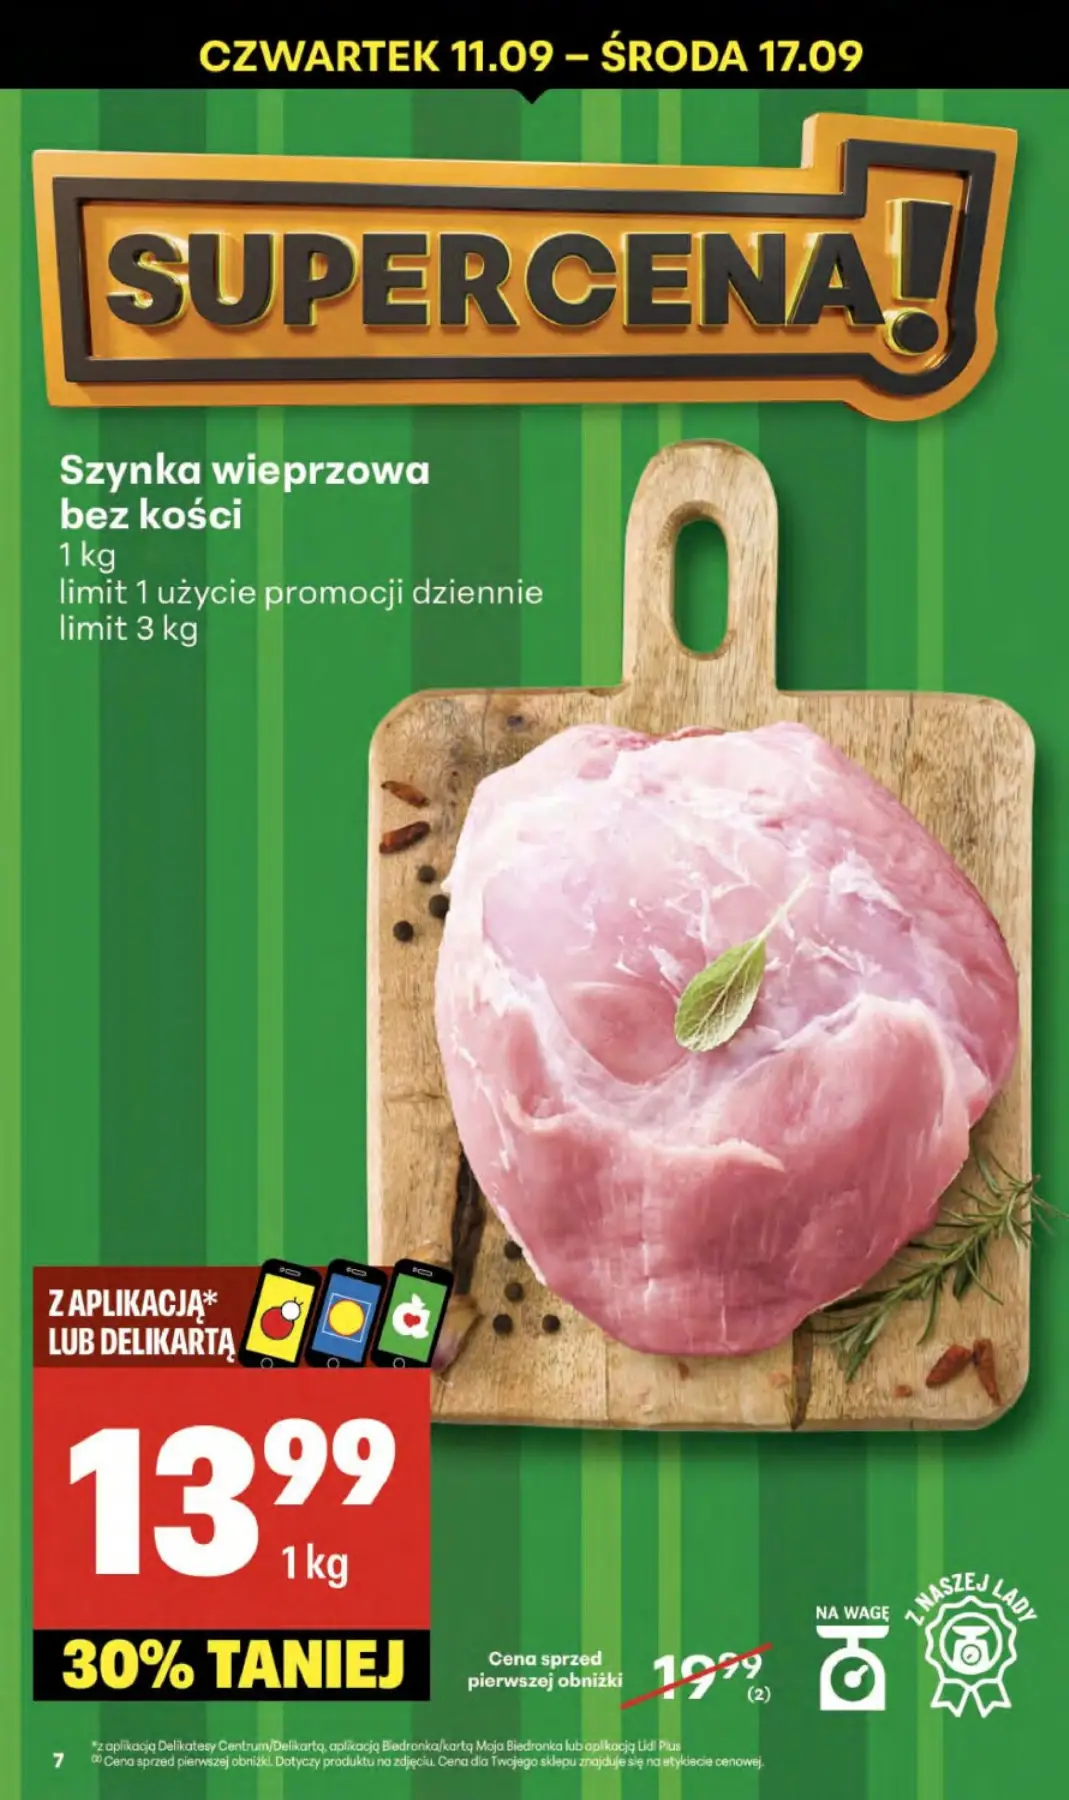 CZWARTEK 11.09 – ŚRODA 17.09
SUPERCENA!
Szynka wieprzowa
bez kości
1 kg
limit 1 użycie promocji dziennie
limit 3 kg
Z APLIKACJĄ*
LUB DELIKARTĄ
13 99
1 kg
30% TANIEJ
Cena sprzed
pierwszej obniżki
19 99
(2)
NA WAGĘ
Z NASZEJ LADY
*z aplikacją Delikatesy Centrum/Delikartą, aplikacją Biedronka/kartą Moja Biedronka lub aplikacją Lidl Plus
7
(2) Cena sprzed pierwszej obniżki. Dotyczy produktu na zdjęciu. Cena dla Twojego sklepu znajduje się na etykiecie cenowej.